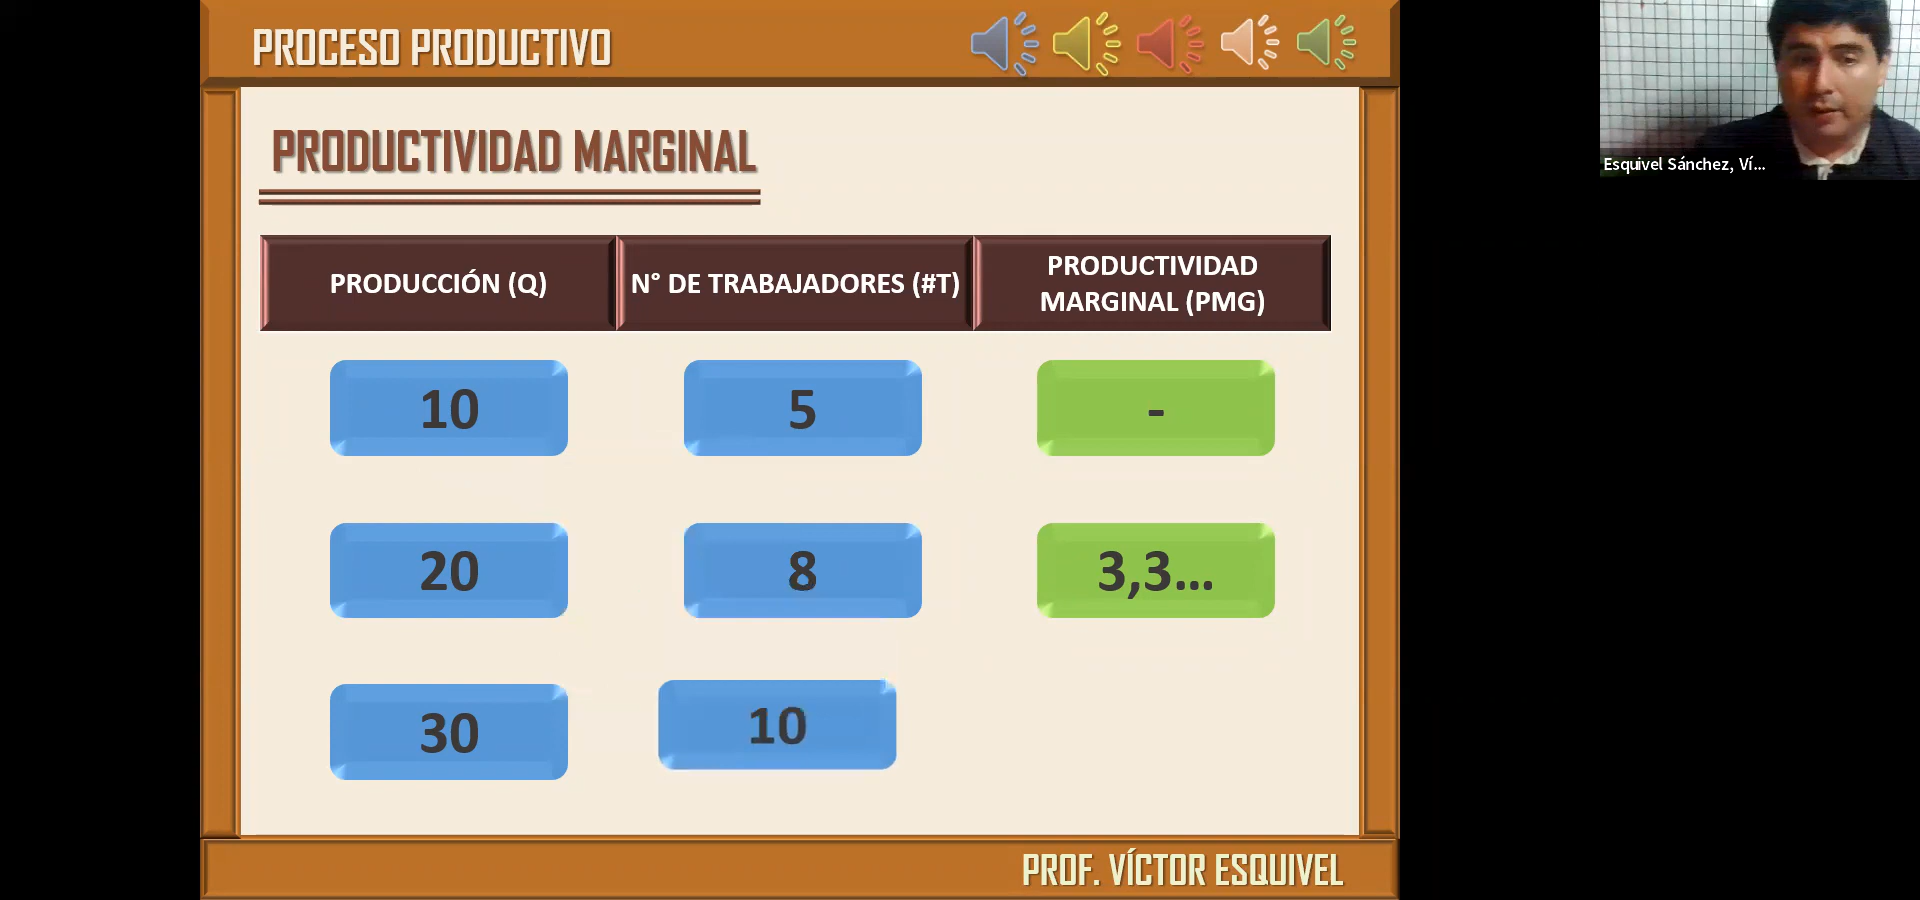 PROCESO PRODUCTIVO
Esquivel Sánchez, Ví...
PRODUCTIVIDAD MARGINAL
PRODUCCIÓN (Q)
N° DE TRABAJADORES (#T)
PRODUCTIVIDAD
MARGINAL (PMG)
10
5
-
20
8
3,3...
30
10
PROF. VÍCTOR ESQUIVEL